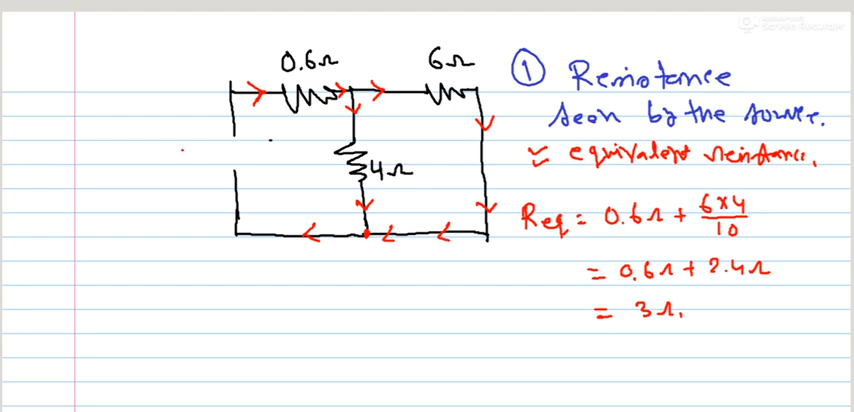 0.6Ω
6Ω
4Ω
① Resistance
seen by the source.
≈ equivalent resistance.
Req = 0.6Ω + 6×4/10
= 0.6Ω + 2.4Ω
= 3Ω.